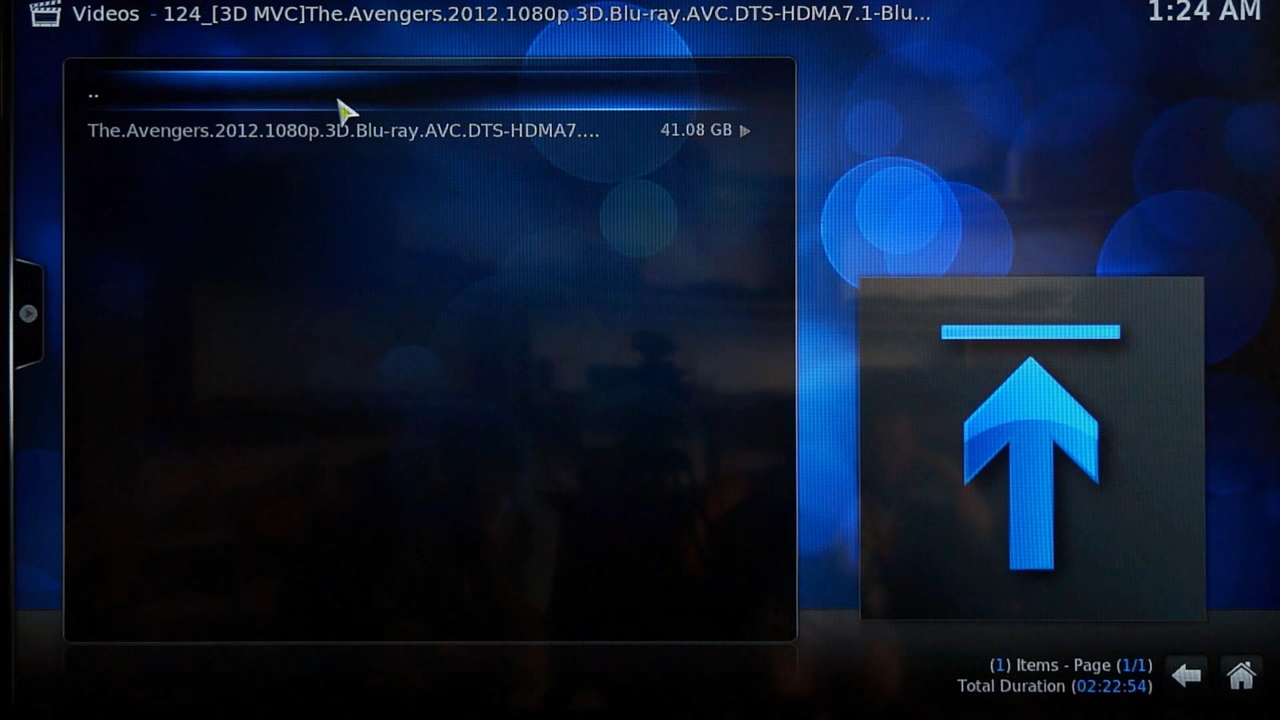 Videos - 124_[3D MVC]The.Avengers.2012.1080p.3D.Blu-ray.AVC.DTS-HDMA7.1-Blu...
1:24 AM
..
The.Avengers.2012.1080p.3D.Blu-ray.AVC.DTS-HDMA7.... 41.08 GB
(1) Items - Page (1/1)
Total Duration (02:22:54)